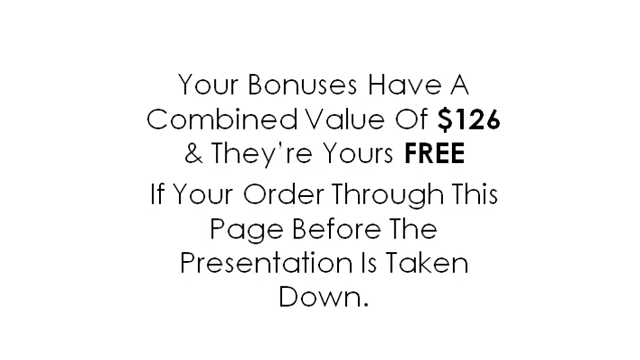 Your Bonuses Have A
Combined Value Of $126
& They're Yours FREE
If Your Order Through This
Page Before The
Presentation Is Taken
Down.